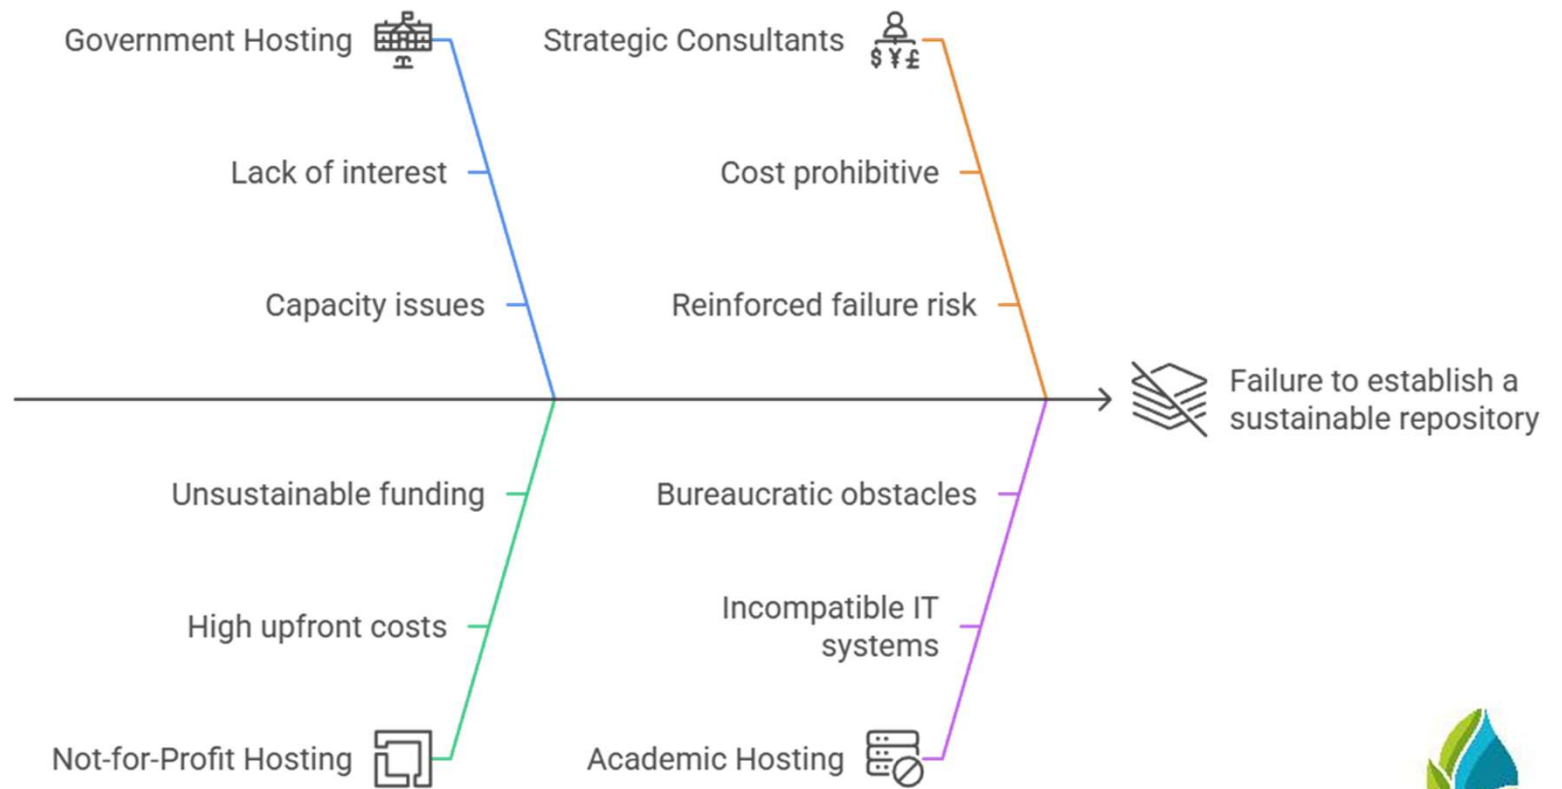 Government Hosting
Strategic Consultants
$ ¥ £
Lack of interest
Cost prohibitive
Capacity issues
Reinforced failure risk
Failure to establish a
sustainable repository
Unsustainable funding
Bureaucratic obstacles
High upfront costs
Incompatible IT
systems
Not-for-Profit Hosting
Academic Hosting